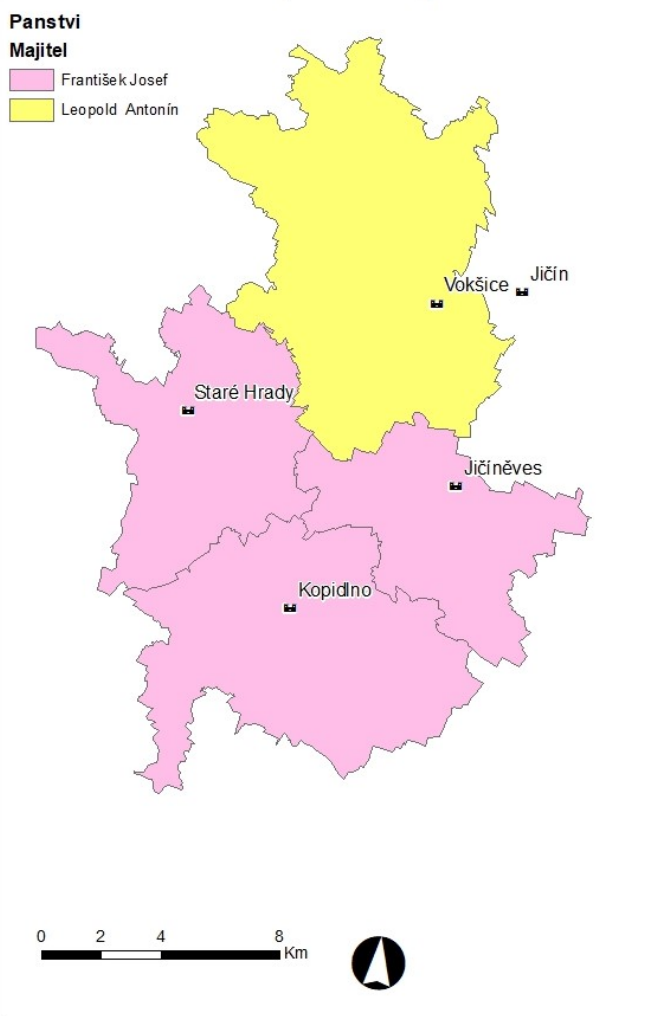 Panstvi
Majitel
František Josef
Leopold Antonín
Jičín
Vokšice
Staré Hrady
Jičíněves
Kopidlno
0 2 4 8
Km